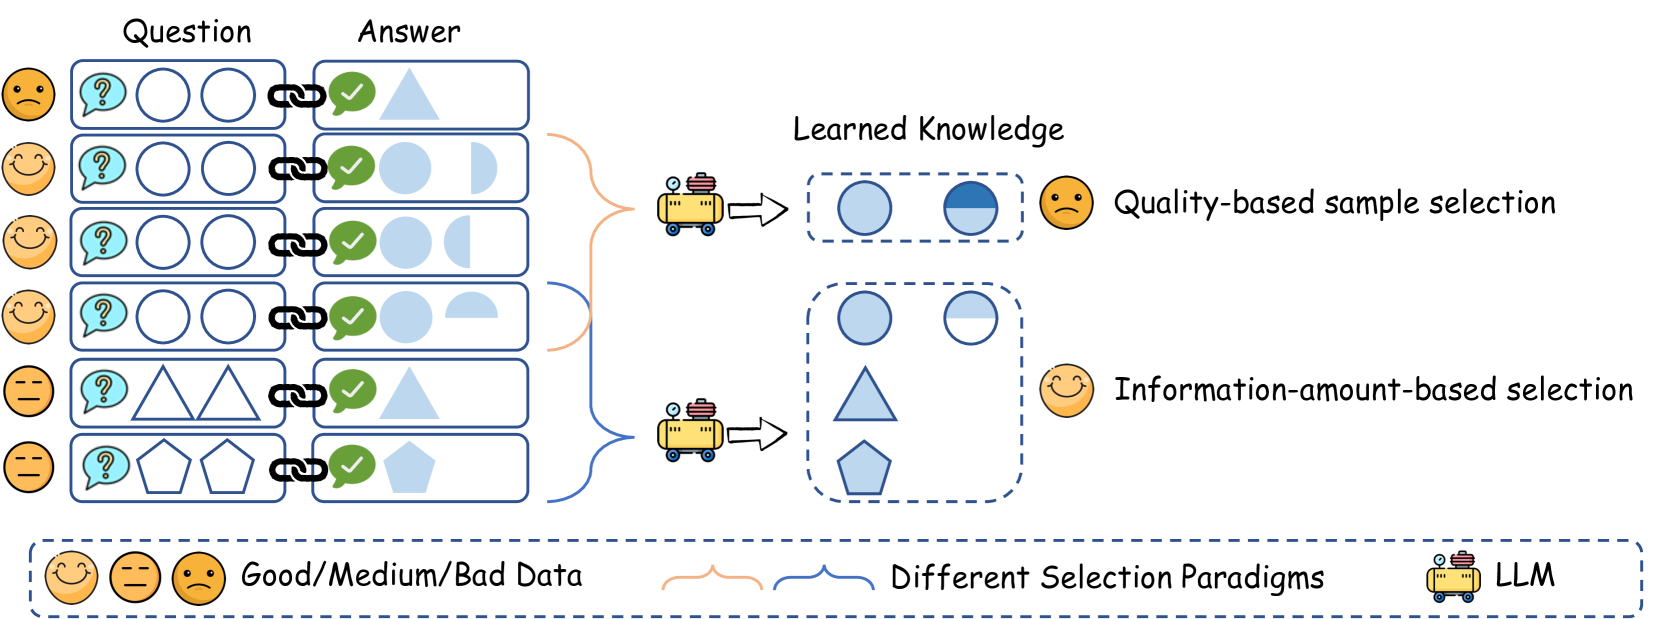 Question
Answer
Learned Knowledge
Quality-based sample selection
Information-amount-based selection
Good/Medium/Bad Data
Different Selection Paradigms
LLM